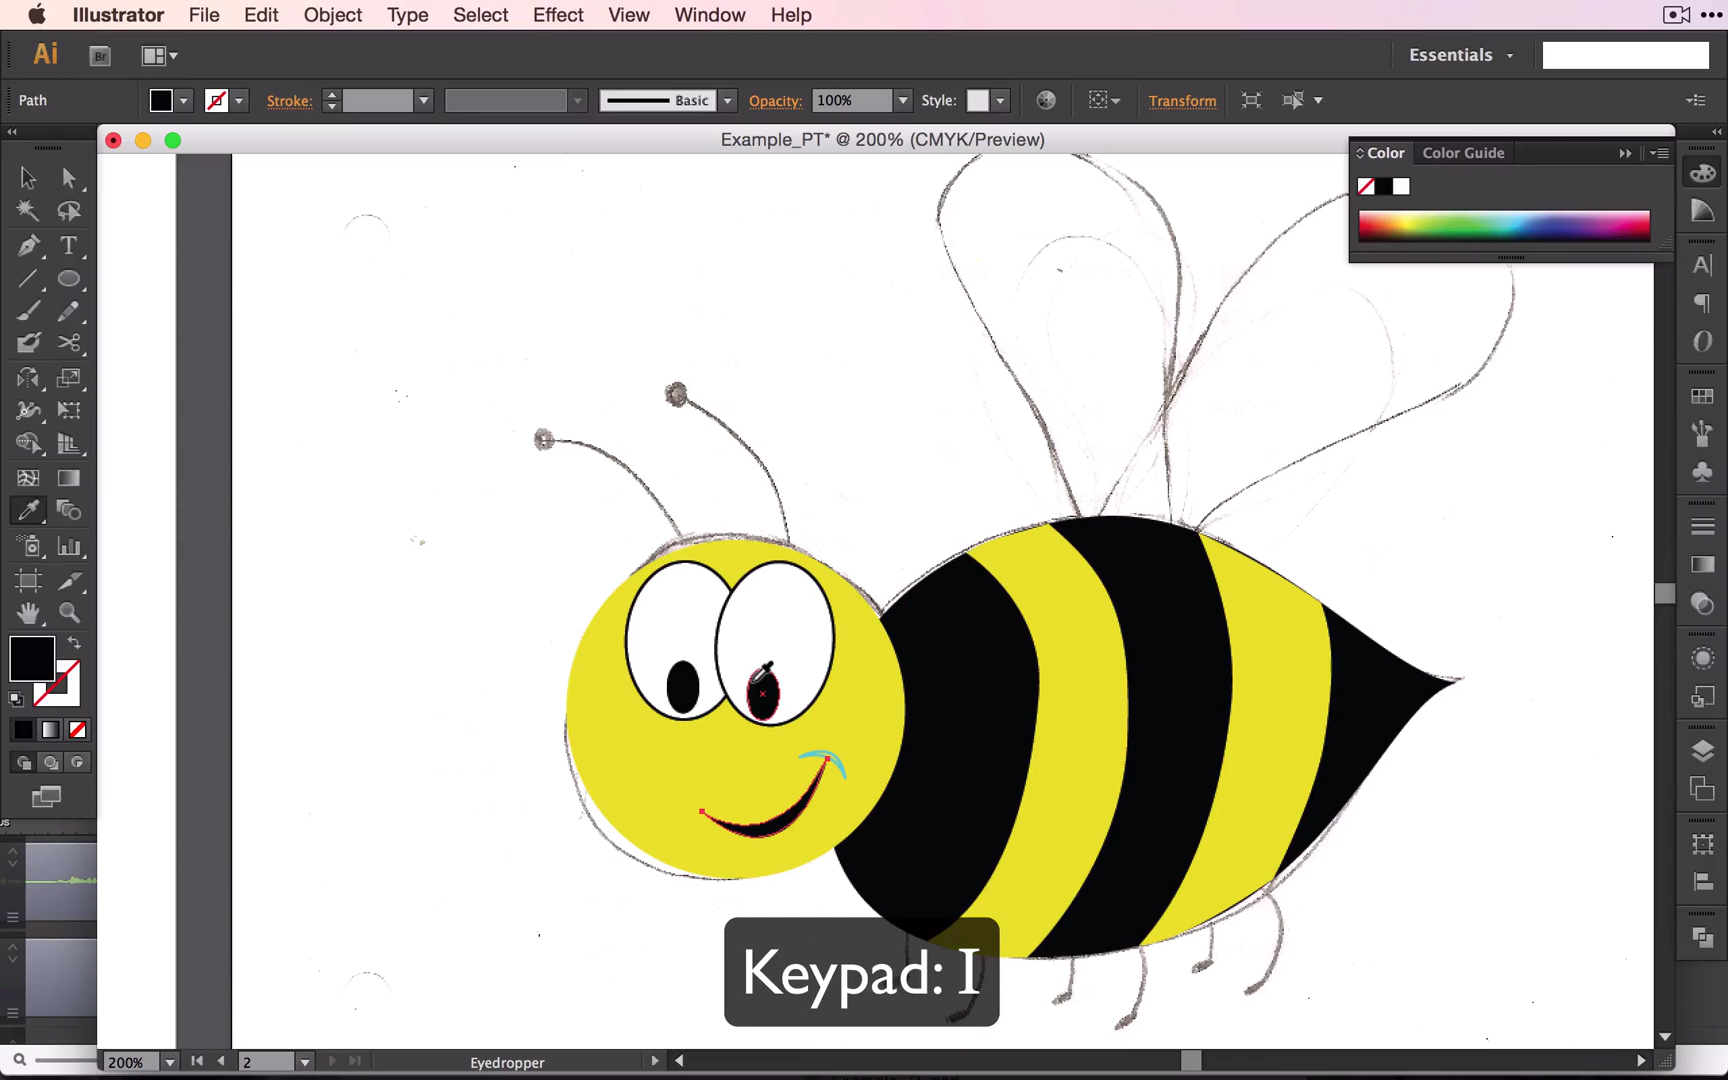 Illustrator File Edit Object Type Select Effect View Window Help
Ai Br Essentials
Path Stroke: Basic Opacity: 100% Style: Transform
Example_PT* @ 200% (CMYK/Preview)
Color Color Guide
Keypad: I
200% 2 Eyedropper